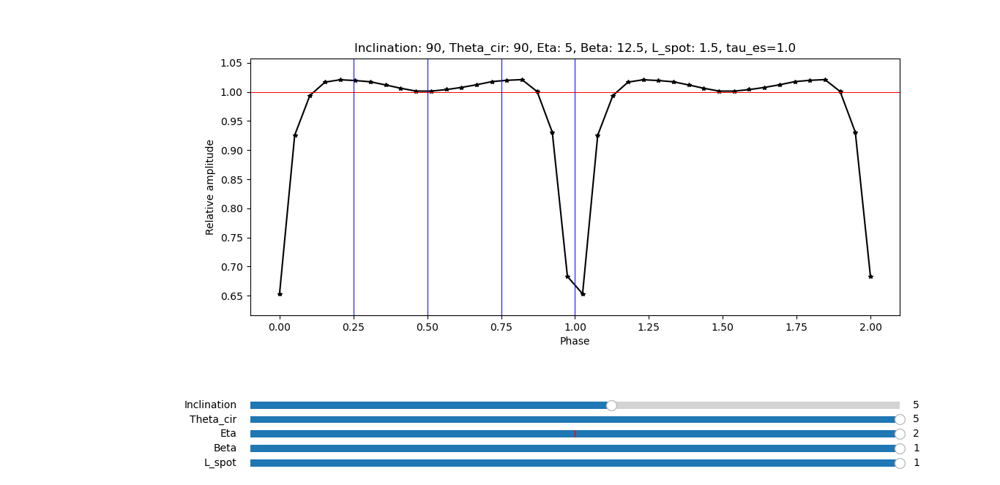 Inclination: 90, Theta_cir: 90, Eta: 5, Beta: 12.5, L_spot: 1.5, tau_es=1.0
1.05
1.00
0.95
0.90
0.85
0.80
0.75
0.70
0.65
Relative amplitude
0.00 0.25 0.50 0.75 1.00 1.25 1.50 1.75 2.00
Phase
Inclination 5
Theta_cir 5
Eta 2
Beta 1
L_spot 1